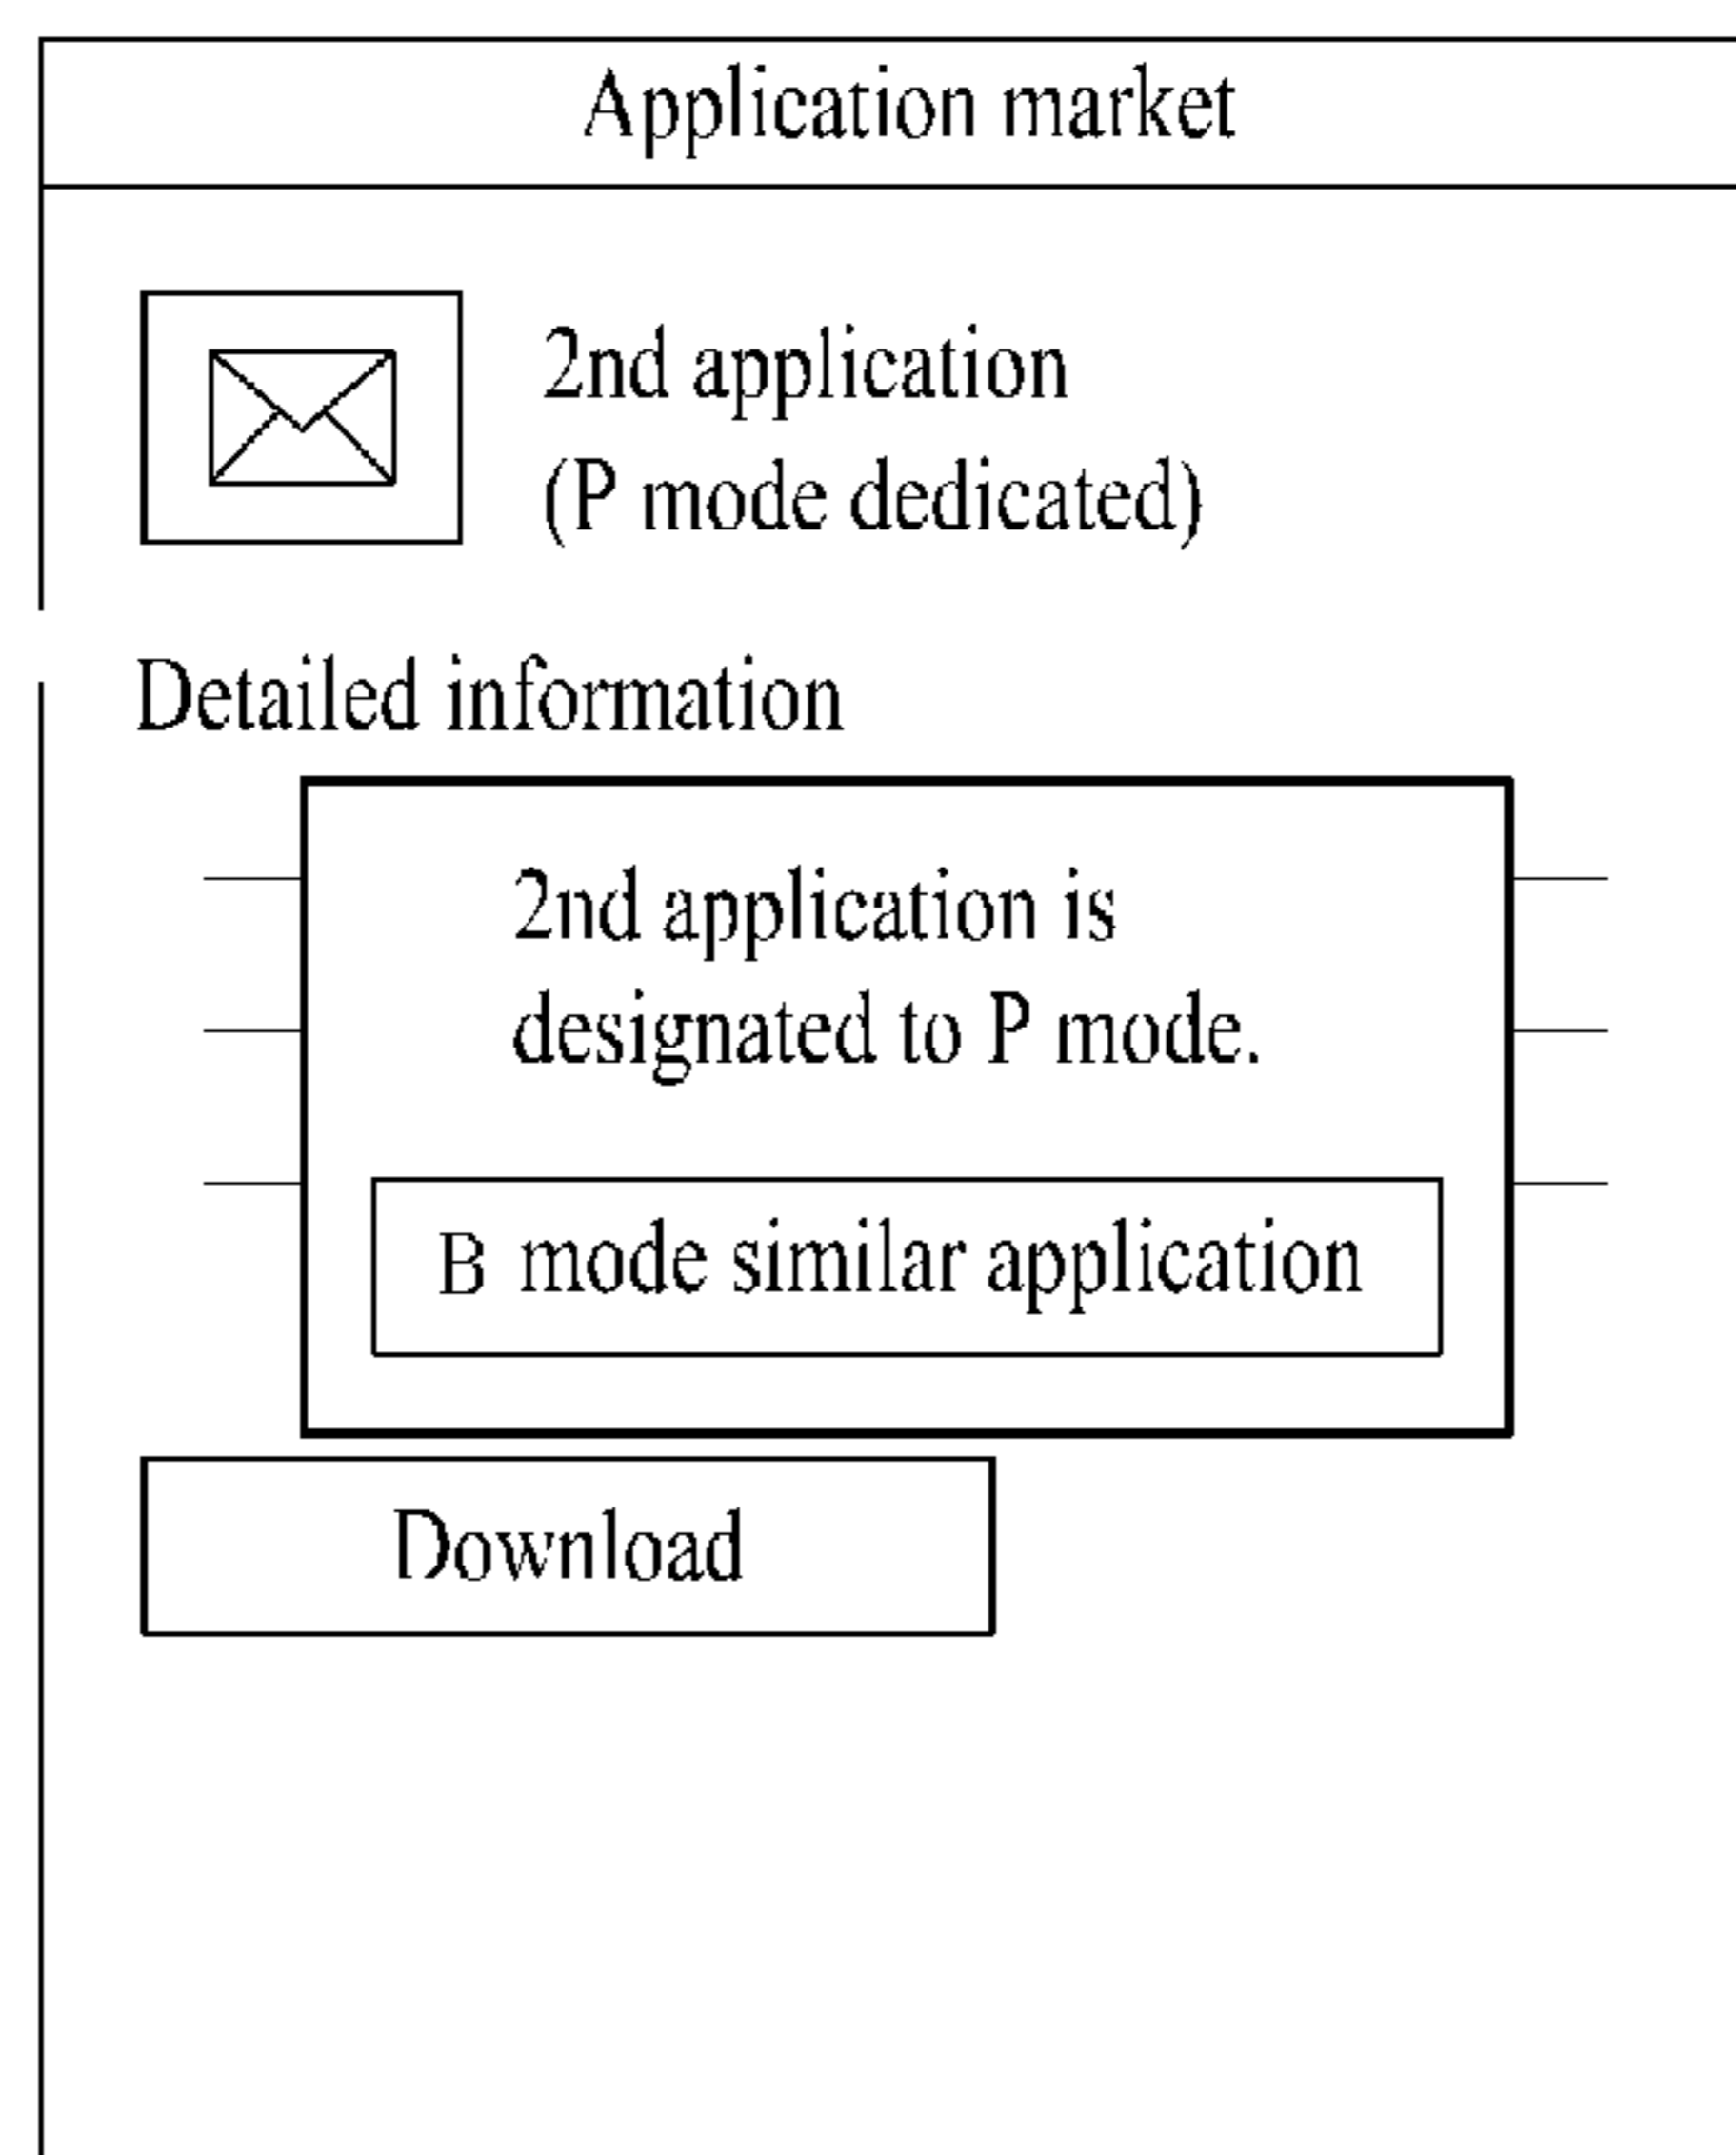 Application market
2nd application
(P mode dedicated)
Detailed information
2nd application is
designated to P mode.
B mode similar application
Download